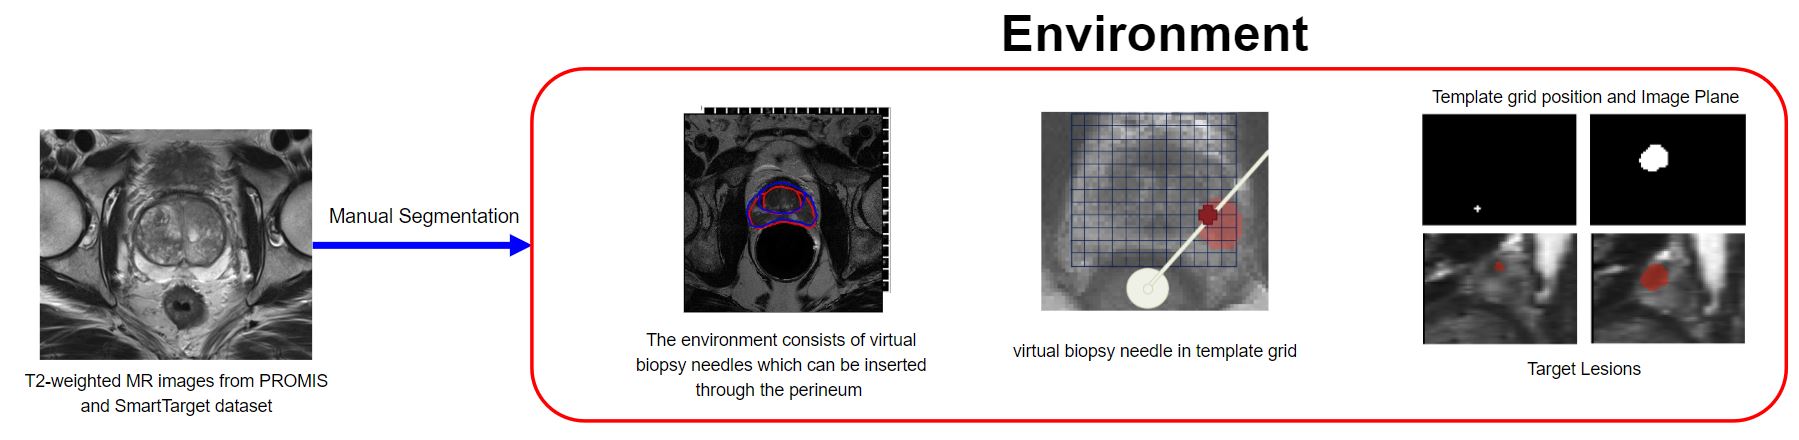 Environment
Template grid position and Image Plane
Manual Segmentation
The environment consists of virtual
biopsy needles which can be inserted
through the perineum
virtual biopsy needle in template grid
Target Lesions
T2-weighted MR images from PROMIS
and SmartTarget dataset